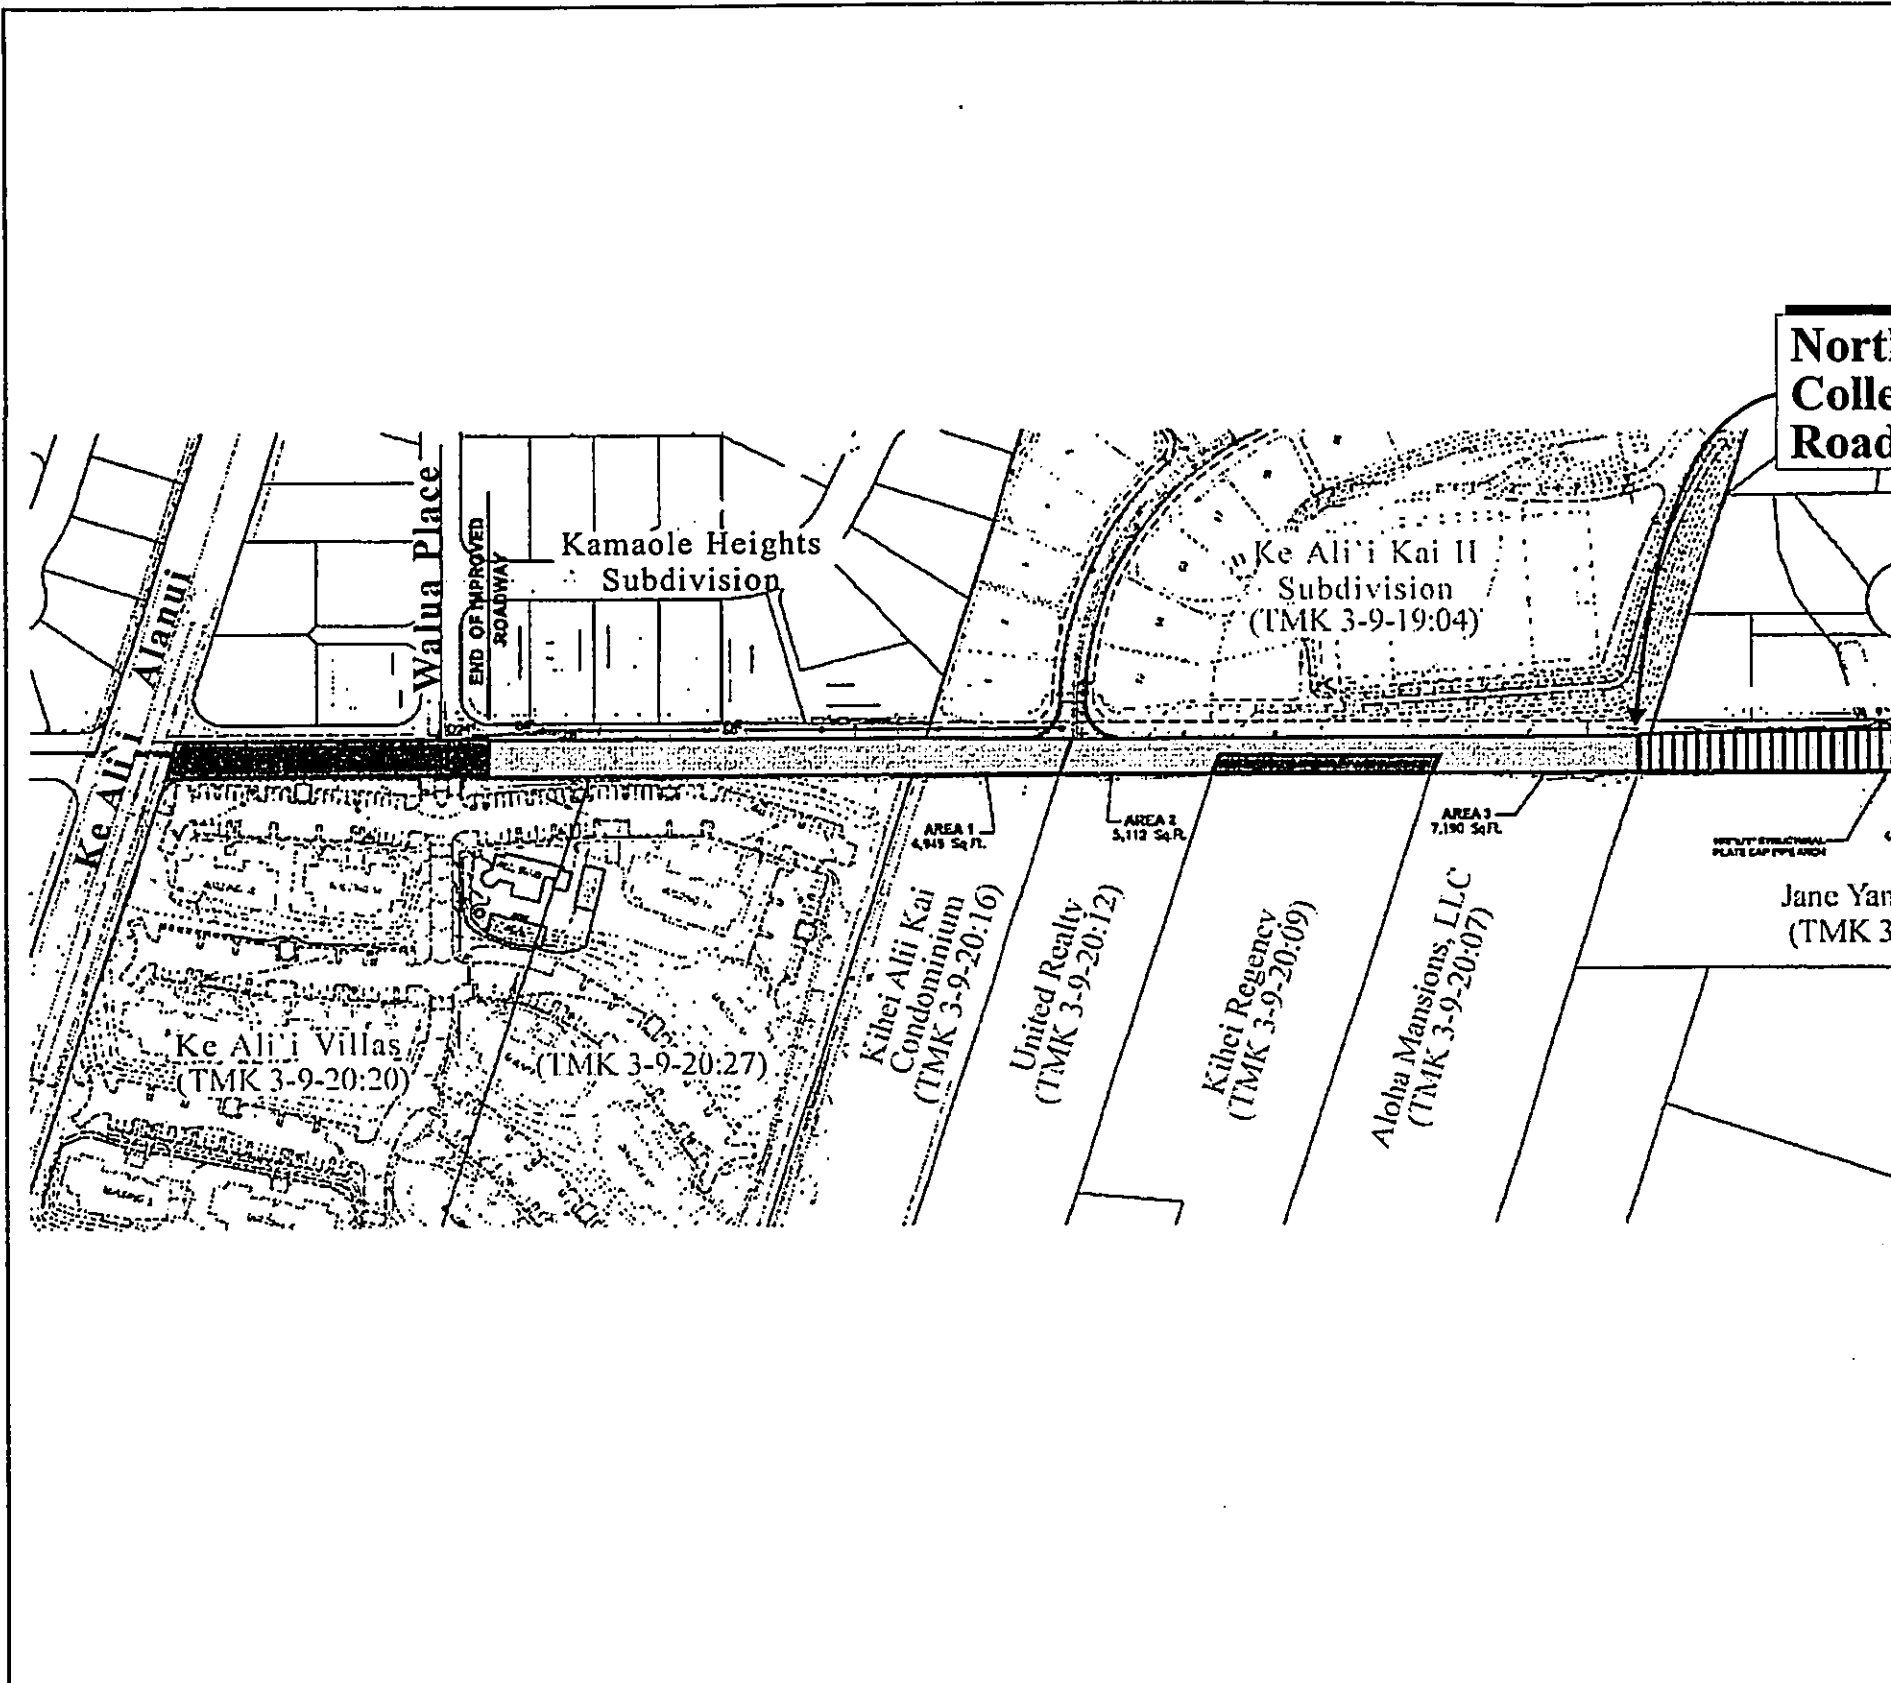 North
Colle
Road
Walua Place
END OF IMPROVED
ROADWAY
Kamaole Heights
Subdivision
Ke Ali`i Kai II
Subdivision
(TMK 3-9-19:04)
Ke Ali`i Alanui
AREA 1
AREA 2
5,112 Sq.Ft.
AREA 3
7,190 Sq.Ft.
PLATE CAP PIPE ARCH
Jane Yan
(TMK 3
Kihei Alii Kai
Condominium
(TMK 3-9-20:16)
United Realty
(TMK 3-9-20:12)
Kihei Regency
(TMK 3-9-20:09)
Aloha Mansions, LLC
(TMK 3-9-20:07)
Ke Ali`i Villas
(TMK 3-9-20:20)
(TMK 3-9-20:27)